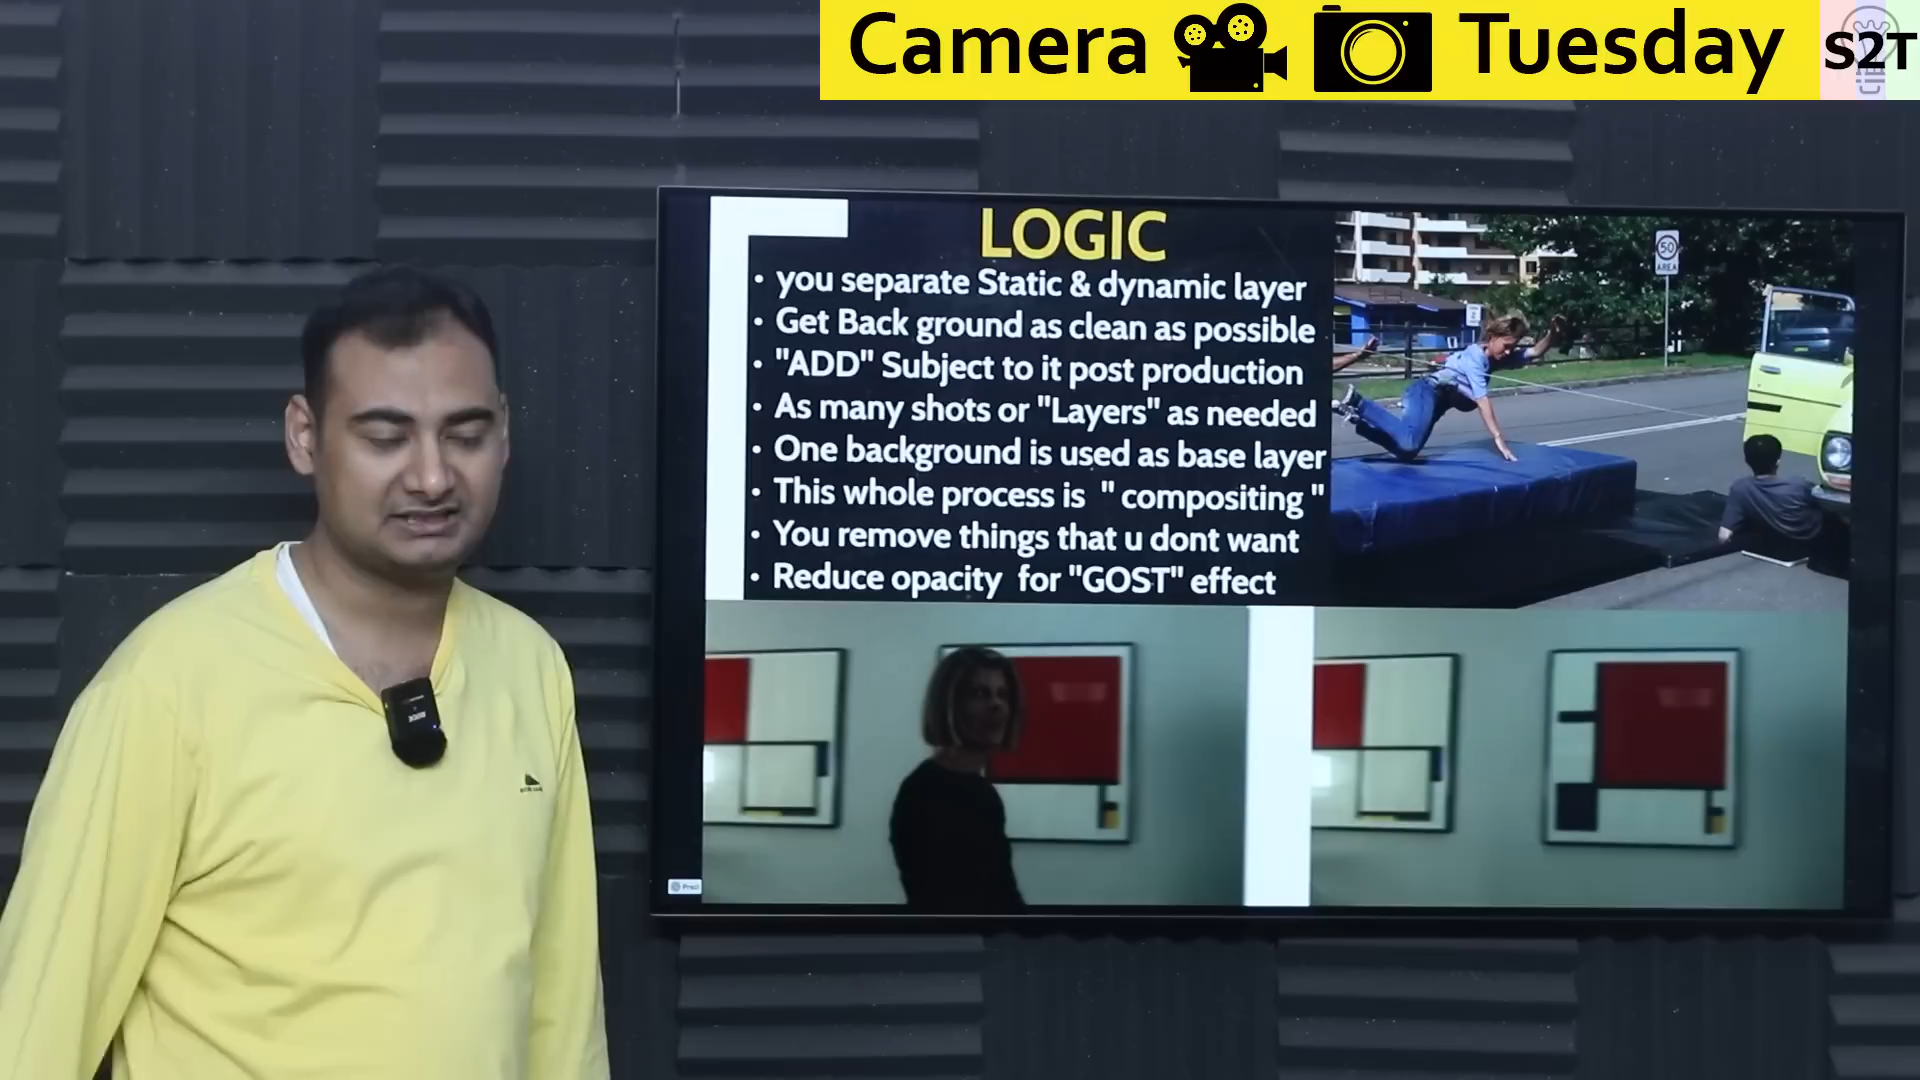 Camera Tuesday S2T
LOGIC
• you separate Static & dynamic layer
• Get Back ground as clean as possible
• "ADD" Subject to it post production
• As many shots or "Layers" as needed
• One background is used as base layer
• This whole process is " compositing "
• You remove things that u dont want
• Reduce opacity for "GOST" effect
50
AREA
Prezi